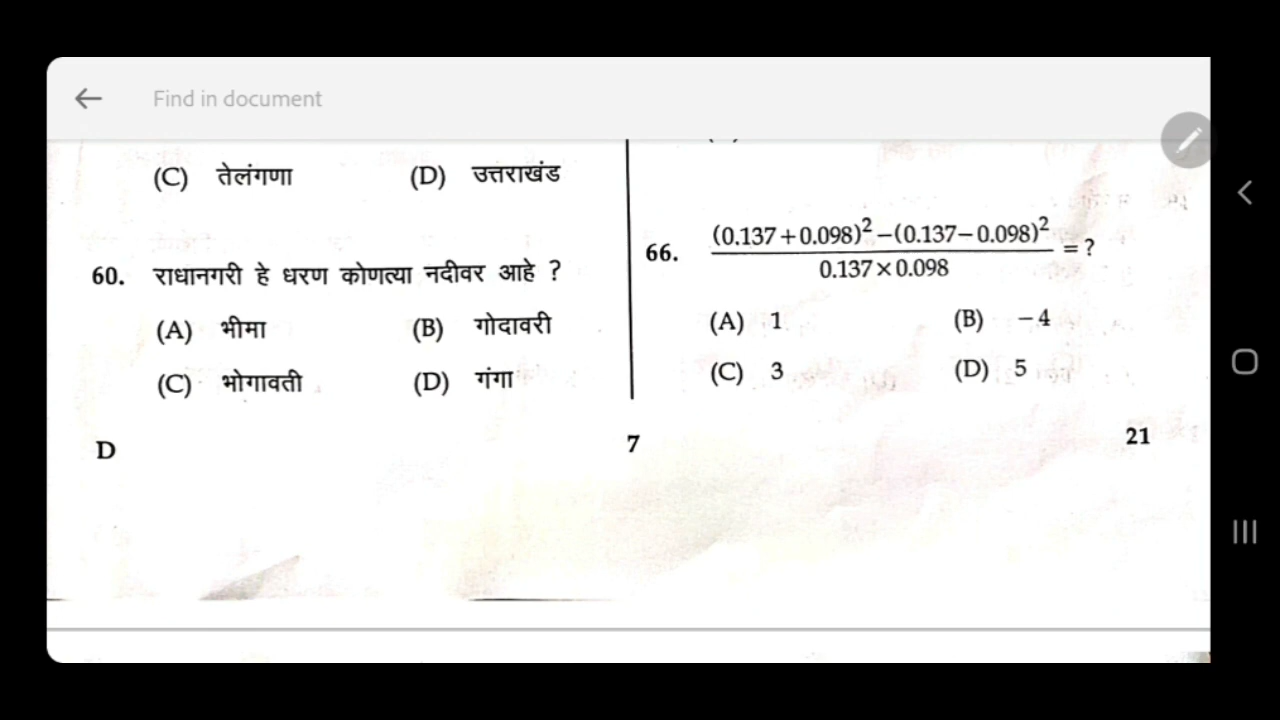 Find in document
(C) तेलंगणा (D) उत्तराखंड
60. राधानगरी हे धरण कोणत्या नदीवर आहे ?
(A) भीमा (B) गोदावरी
(C) भोगावती (D) गंगा
66. (0.137+0.098)² −(0.137−0.098)² / 0.137×0.098 = ?
(A) 1 (B) −4
(C) 3 (D) 5
D 7 21